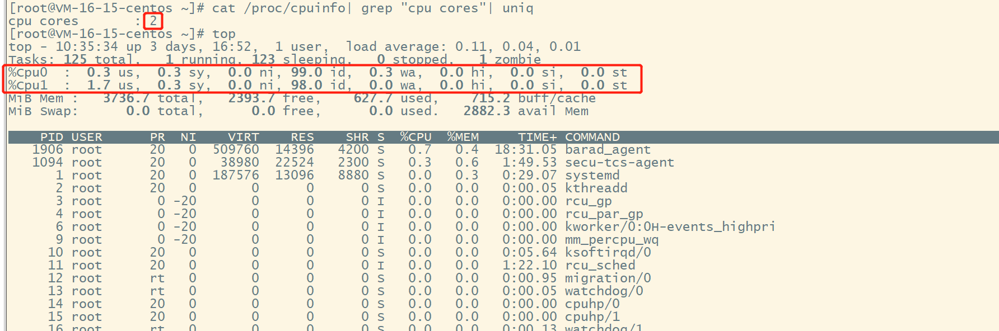 [root@VM-16-15-centos ~]# cat /proc/cpuinfo| grep "cpu cores"| uniq
cpu cores       : 2
[root@VM-16-15-centos ~]# top
top - 10:35:34 up 3 days, 16:52,  1 user,  load average: 0.11, 0.04, 0.01
Tasks: 125 total,   1 running, 123 sleeping,   0 stopped,   1 zombie
%Cpu0  :  0.3 us,  0.3 sy,  0.0 ni, 99.0 id,  0.3 wa,  0.0 hi,  0.0 si,  0.0 st
%Cpu1  :  1.7 us,  0.3 sy,  0.0 ni, 98.0 id,  0.0 wa,  0.0 hi,  0.0 si,  0.0 st
MiB Mem :   3736.7 total,   2393.7 free,    627.7 used,    715.2 buff/cache
MiB Swap:      0.0 total,      0.0 free,      0.0 used.   2882.3 avail Mem
PID USER      PR  NI    VIRT    RES    SHR S  %CPU  %MEM     TIME+ COMMAND
1906 root      20   0  509760  14396   4200 S   0.7   0.4  18:31.05 barad_agent
1094 root      20   0   38980  22524   2300 S   0.3   0.6   1:49.53 secu-tcs-agent
1 root      20   0  187576  13096   8880 S   0.0   0.3   0:29.07 systemd
2 root      20   0       0      0      0 S   0.0   0.0   0:00.05 kthreadd
3 root       0 -20       0      0      0 I   0.0   0.0   0:00.00 rcu_gp
4 root       0 -20       0      0      0 I   0.0   0.0   0:00.00 rcu_par_gp
6 root       0 -20       0      0      0 I   0.0   0.0   0:00.00 kworker/0:0H-events_highpri
9 root       0 -20       0      0      0 I   0.0   0.0   0:00.00 mm_percpu_wq
10 root      20   0       0      0      0 S   0.0   0.0   0:05.64 ksoftirqd/0
11 root      20   0       0      0      0 I   0.0   0.0   1:22.10 rcu_sched
12 root      rt   0       0      0      0 S   0.0   0.0   0:00.95 migration/0
13 root      rt   0       0      0      0 S   0.0   0.0   0:00.05 watchdog/0
14 root      20   0       0      0      0 S   0.0   0.0   0:00.00 cpuhp/0
15 root      20   0       0      0      0 S   0.0   0.0   0:00.00 cpuhp/1
16 root      rt   0       0      0      0 S   0.0   0.0   0:00.13 watchdog/1